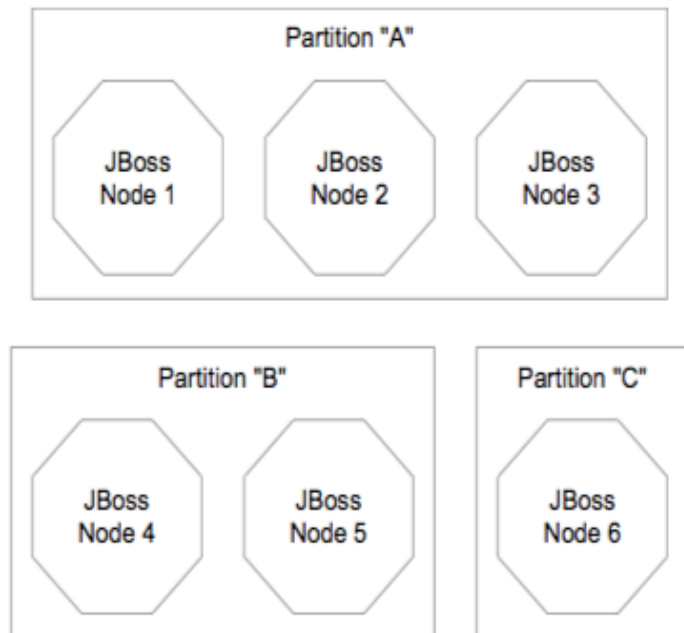 Partition "A"
JBoss
Node 1
JBoss
Node 2
JBoss
Node 3
Partition "B"
Partition "C"
JBoss
Node 4
JBoss
Node 5
JBoss
Node 6